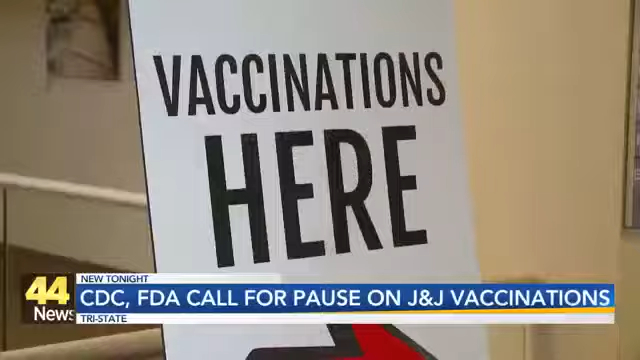 VACCINATIONS
HERE
NEW TONIGHT
44
News
CDC, FDA CALL FOR PAUSE ON J&J VACCINATIONS
TRI-STATE